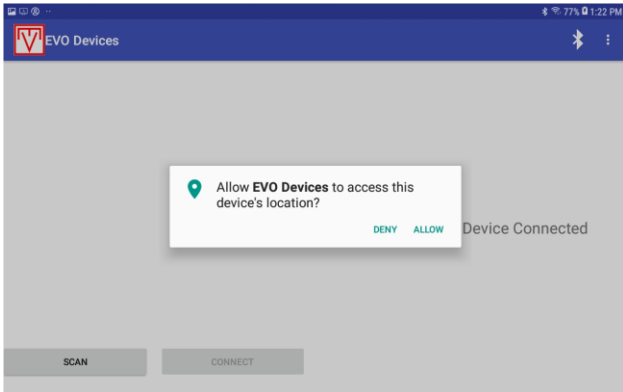 77% 1:22 PM
EVO Devices
Allow EVO Devices to access this
device's location?
DENY ALLOW
Device Connected
SCAN CONNECT